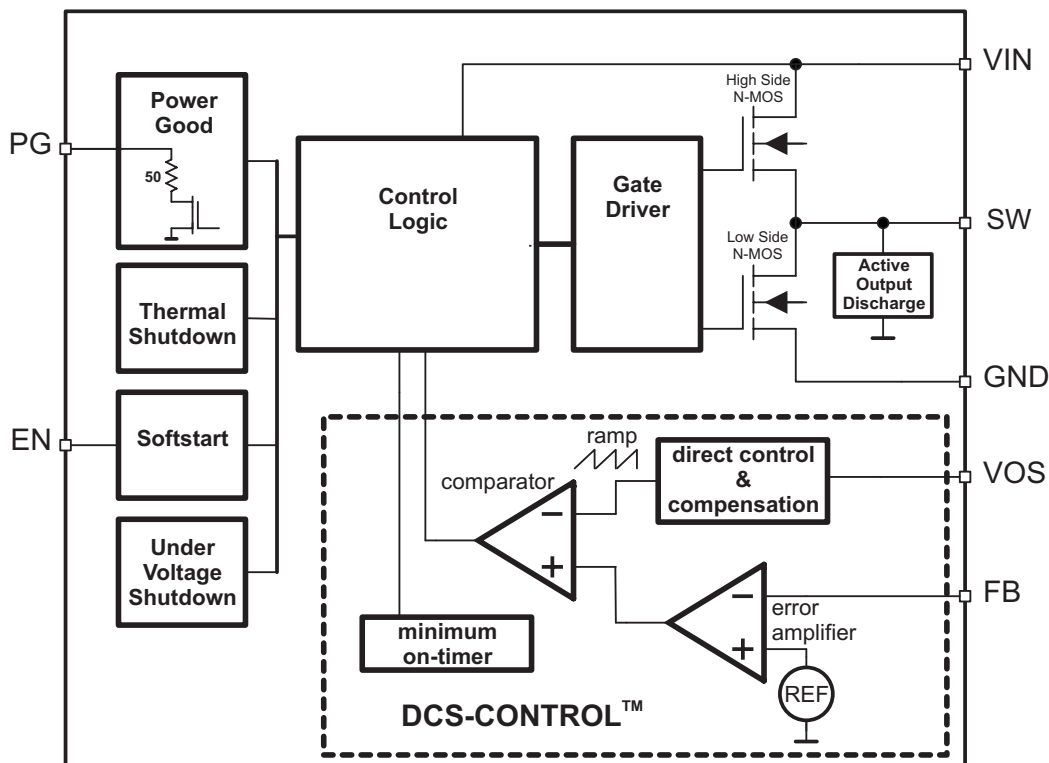 VIN
High Side
N-MOS
Power
Good
PG
50
Control
Logic
Gate
Driver
SW
Low Side
N-MOS
Active
Output
Discharge
Thermal
Shutdown
GND
EN
Softstart
ramp
direct control
&
compensation
comparator
VOS
−
+
Under
Voltage
Shutdown
FB
−
+
error
amplifier
minimum
on-timer
REF
DCS-CONTROL™